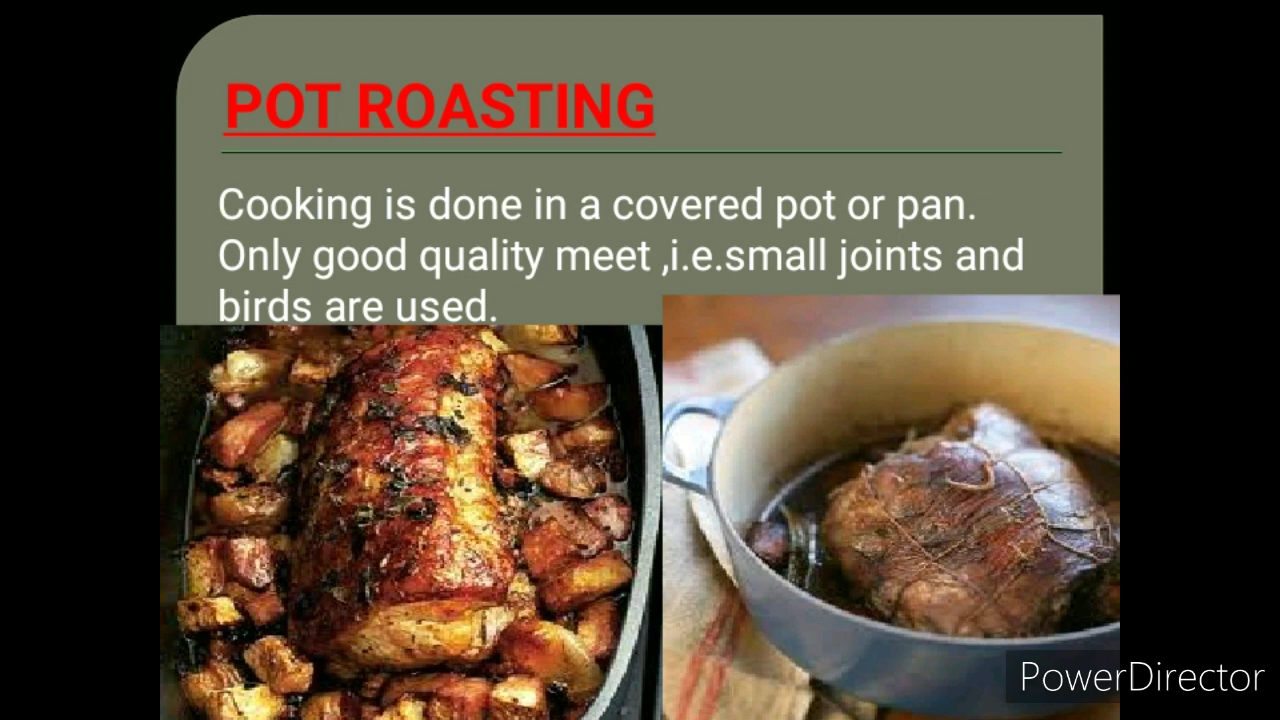 POT ROASTING
Cooking is done in a covered pot or pan.
Only good quality meet ,i.e.small joints and
birds are used.
PowerDirector